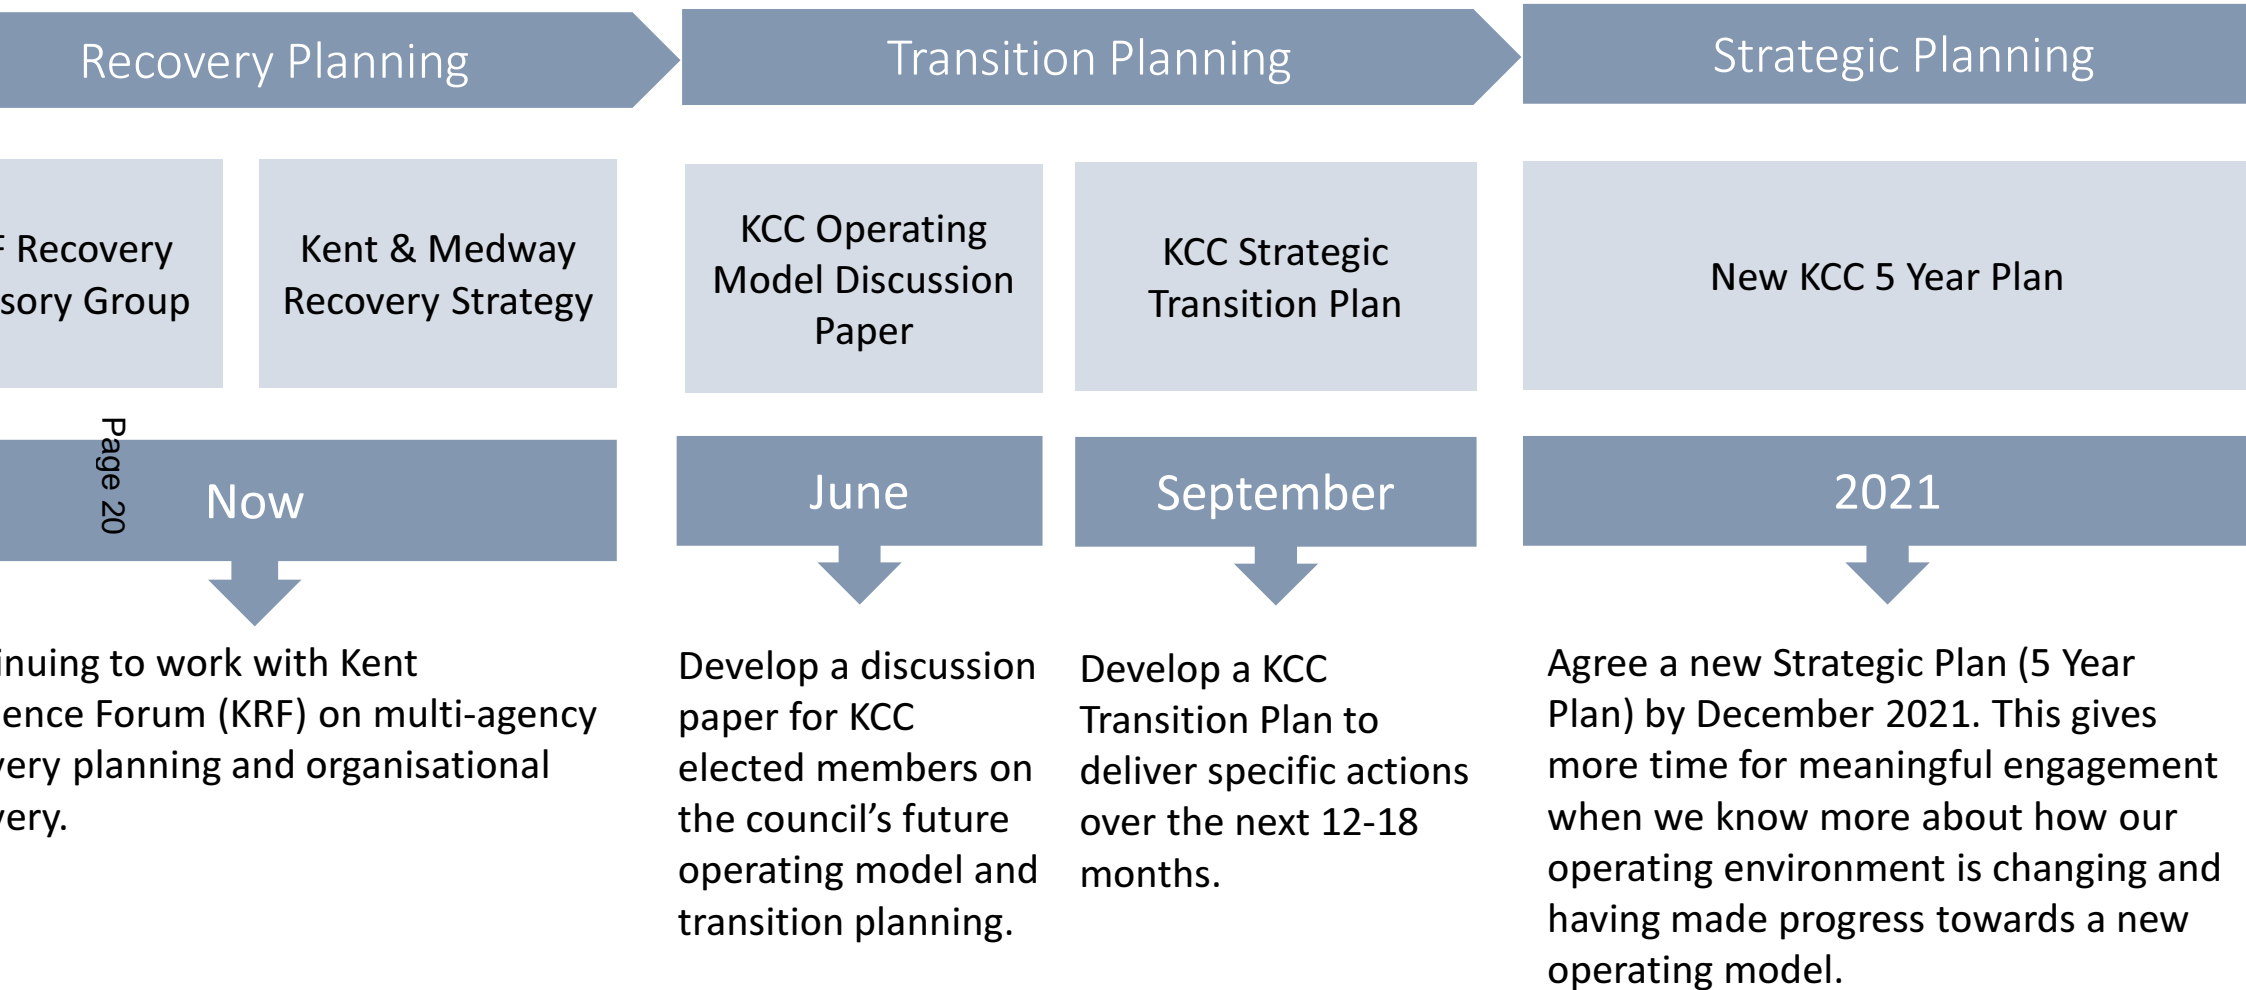 Recovery Planning
Transition Planning
Strategic Planning
Recovery
Group
Kent & Medway
Recovery Strategy
KCC Operating
Model Discussion
Paper
KCC Strategic
Transition Plan
New KCC 5 Year Plan
Page 20
Now
June
September
2021
to work with Kent
Forum (KRF) on multi-agency
planning and organisational
Develop a discussion
paper for KCC
elected members on
the council’s future
operating model and
transition planning.
Develop a KCC
Transition Plan to
deliver specific actions
over the next 12-18
months.
Agree a new Strategic Plan (5 Year
Plan) by December 2021. This gives
more time for meaningful engagement
when we know more about how our
operating environment is changing and
having made progress towards a new
operating model.